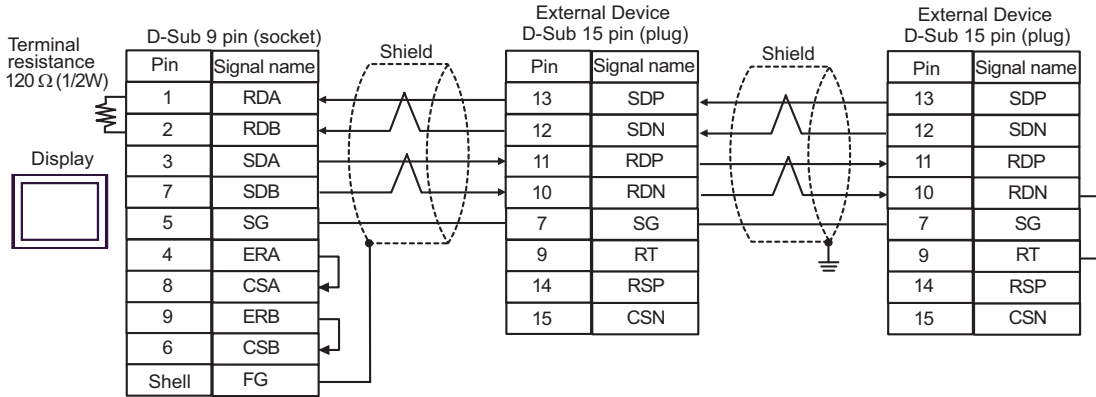 Terminal
resistance
120 Ω (1/2W)
Display
D-Sub 9 pin (socket)
Pin Signal name
1 RDA
2 RDB
3 SDA
7 SDB
5 SG
4 ERA
8 CSA
9 ERB
6 CSB
Shell FG
Shield
External Device
D-Sub 15 pin (plug)
Pin Signal name
13 SDP
12 SDN
11 RDP
10 RDN
7 SG
9 RT
14 RSP
15 CSN
Shield
External Device
D-Sub 15 pin (plug)
Pin Signal name
13 SDP
12 SDN
11 RDP
10 RDN
7 SG
9 RT
14 RSP
15 CSN